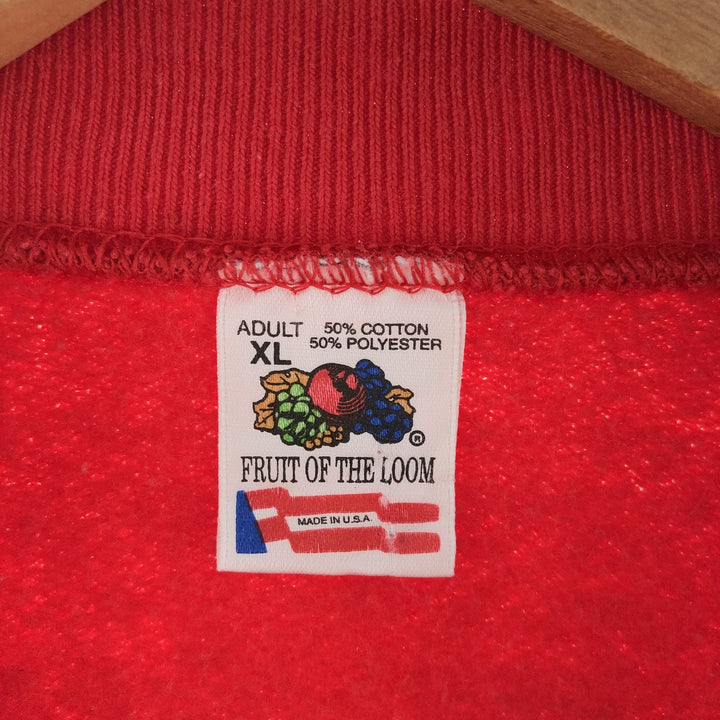 ADULT 50% COTTON
XL 50% POLYESTER
®
FRUIT OF THE LOOM
MADE IN U.S.A.